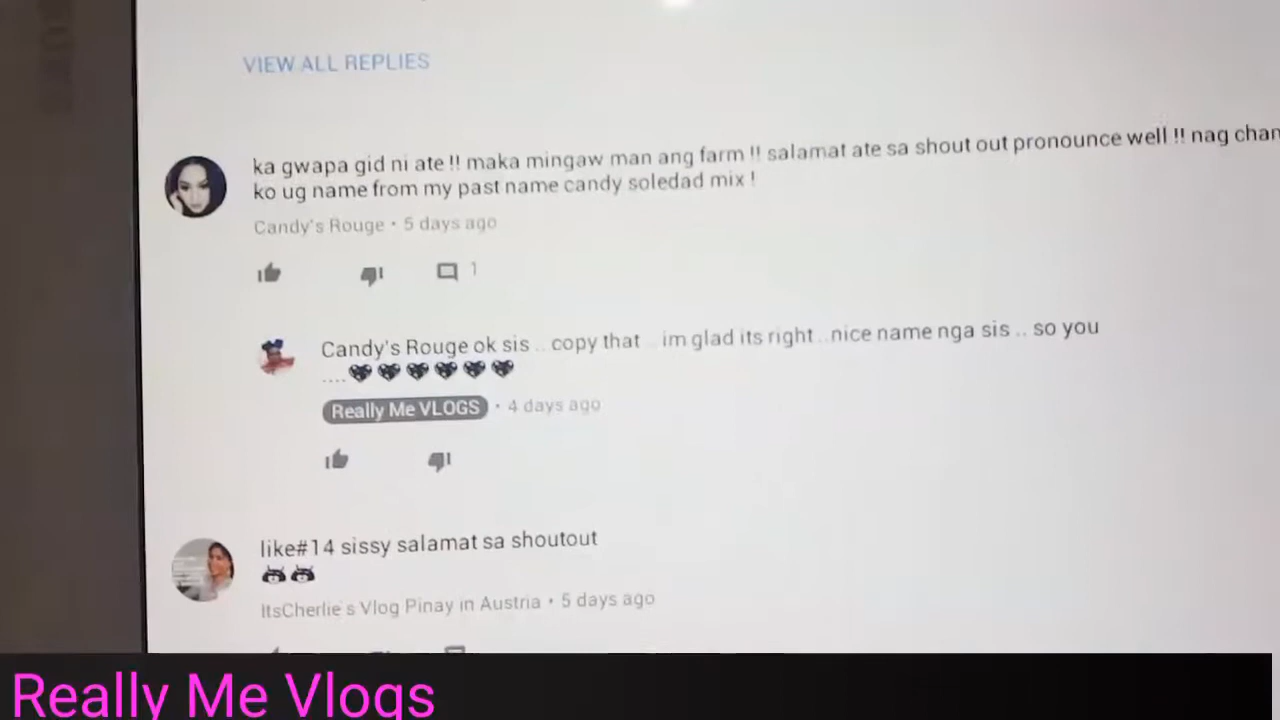 VIEW ALL REPLIES
ka gwapa gid ni ate !! maka mingaw man ang farm !! salamat ate sa shout out pronounce well !! nag chan
ko ug name from my past name candy soledad mix !
Candy's Rouge • 5 days ago
1
Candy's Rouge ok sis .. copy that .. im glad its right .. nice name nga sis .. so you
....
Really Me VLOGS • 4 days ago
like#14 sissy salamat sa shoutout
ItsCherlie's Vlog Pinay in Austria • 5 days ago
Really Me Vlogs